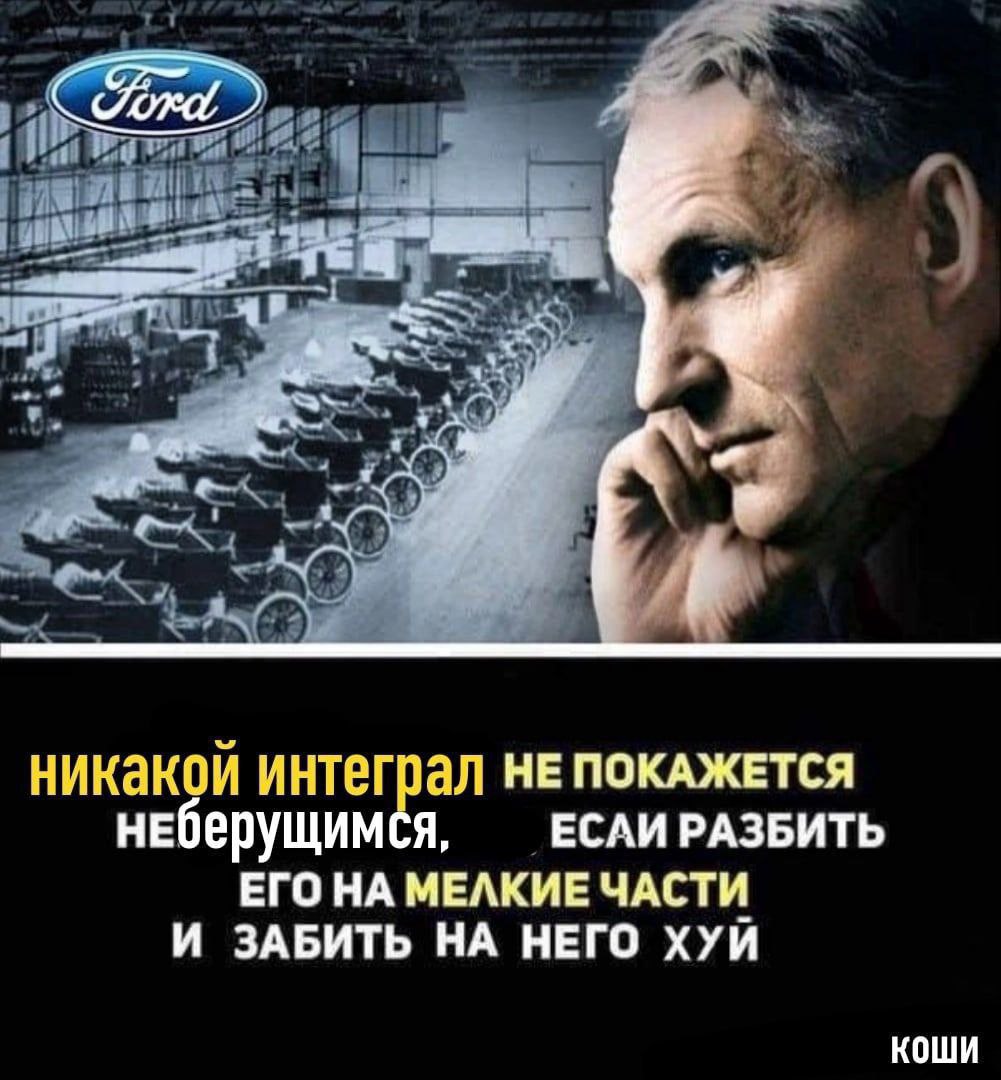 Ford
никакой интеграл НЕ ПОКАЖЕТСЯ
НЕберущимся, ЕСЛИ РАЗБИТЬ
ЕГО НА МЕЛКИЕ ЧАСТИ
И ЗАБИТЬ НА НЕГО ХУЙ
КОШИ